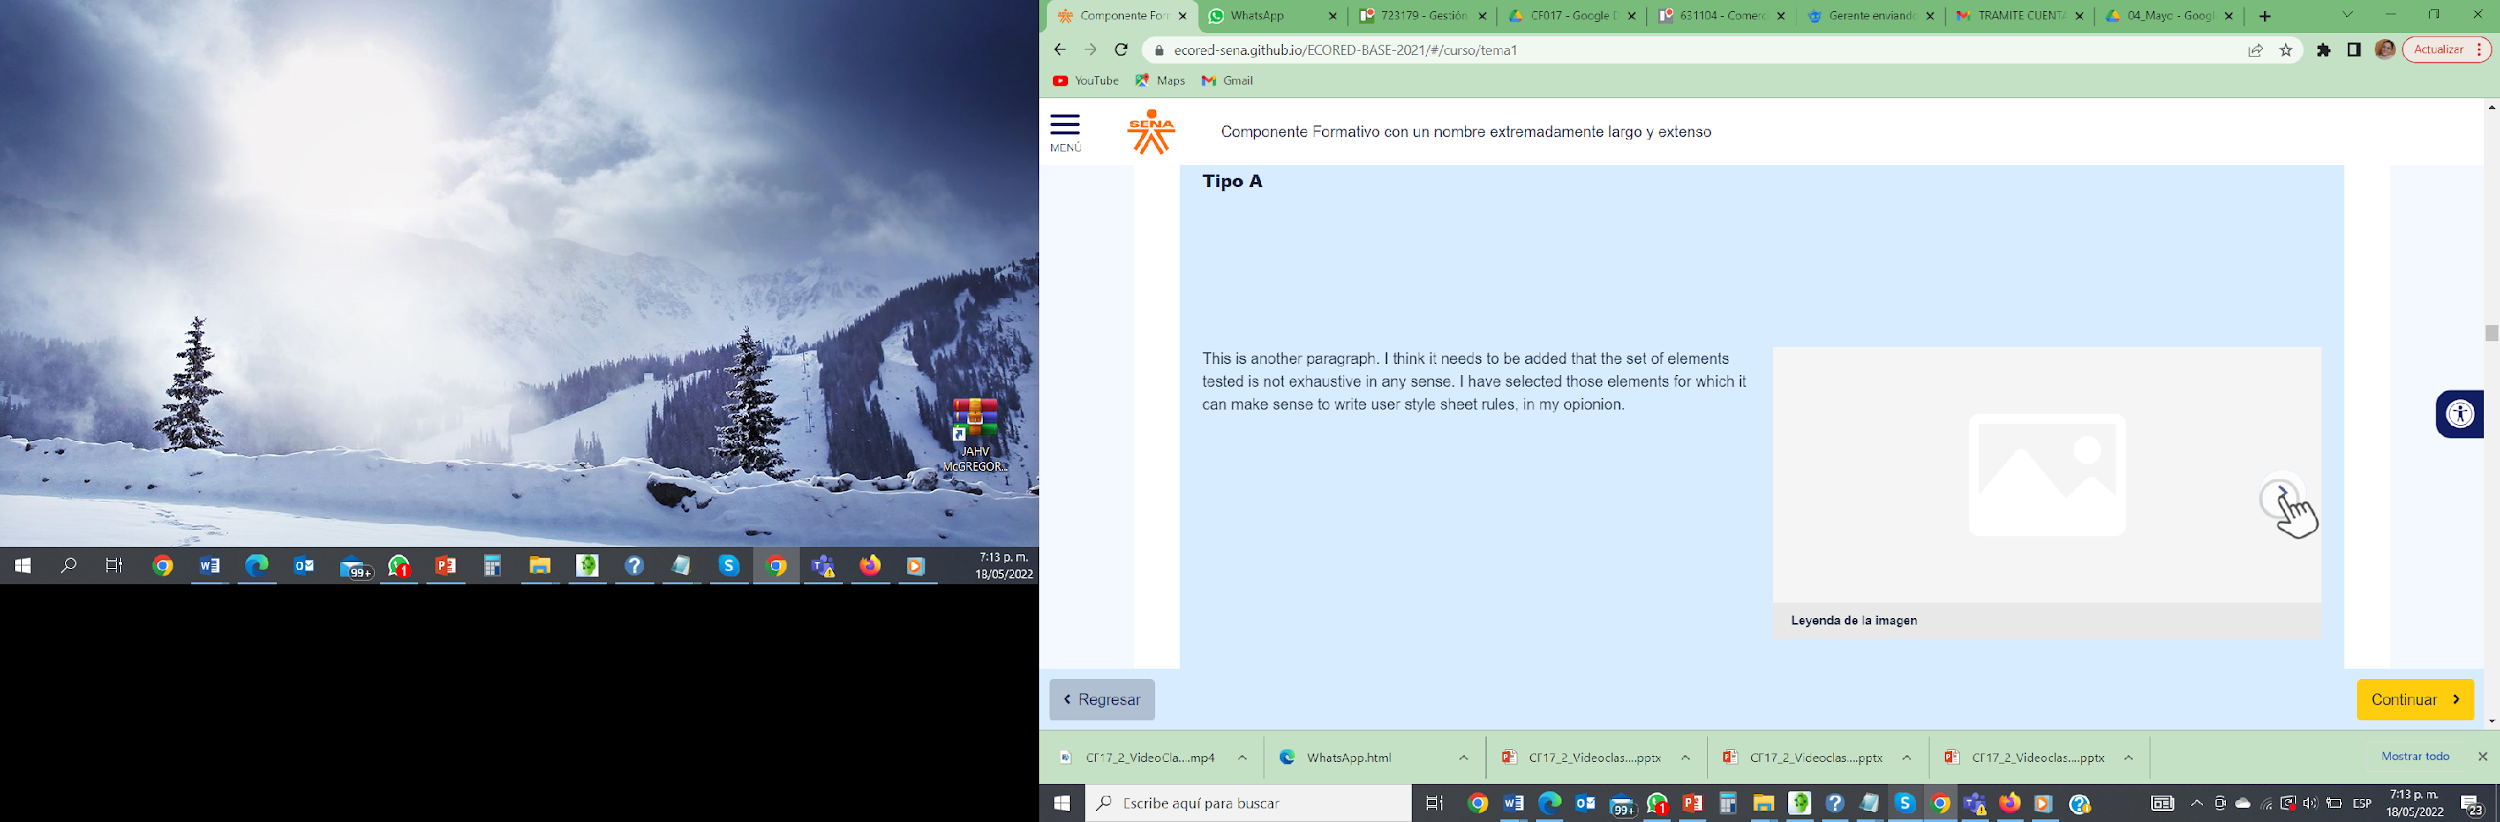 JAHV
McGREGOR...
99+
1
7:13 p. m.
18/05/2022
Componente For
WhatsApp
723179 - Gestión
CF017 - Google D
631104 - Comerc
Gerente enviando
TRAMITE CUENTA
04_Mayo - Googl
ecored-sena.github.io/ECORED-BASE-2021/#/curso/tema1
Actualizar
YouTube
Maps
Gmail
MENÚ
SENA
Componente Formativo con un nombre extremadamente largo y extenso
Tipo A
This is another paragraph. I think it needs to be added that the set of elements
tested is not exhaustive in any sense. I have selected those elements for which it
can make sense to write user style sheet rules, in my opionion.
Leyenda de la imagen
Regresar
Continuar
CF17_2_VideoCla....mp4
WhatsApp.html
CF17_2_Videoclas....pptx
CF17_2_Videoclas....pptx
CF17_2_Videoclas....pptx
Mostrar todo
Escribe aquí para buscar
99+
1
ESP
7:13 p. m.
18/05/2022
23